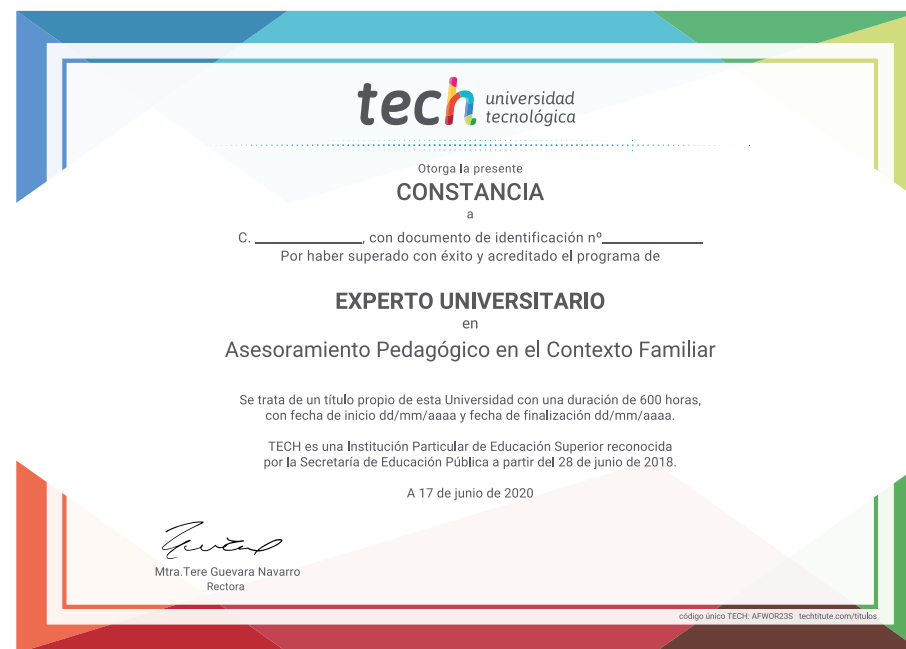 tech universidad
tecnológica
Otorga la presente
CONSTANCIA
a
C. ____________, con documento de identificación nº____________
Por haber superado con éxito y acreditado el programa de
EXPERTO UNIVERSITARIO
en
Asesoramiento Pedagógico en el Contexto Familiar
Se trata de un título propio de esta Universidad con una duración de 600 horas,
con fecha de inicio dd/mm/aaaa y fecha de finalización dd/mm/aaaa.
TECH es una Institución Particular de Educación Superior reconocida
por la Secretaría de Educación Pública a partir del 28 de junio de 2018.
A 17 de junio de 2020
Mtra.Tere Guevara Navarro
Rectora
código único TECH: AFWOR23S techtitute.com/titulos